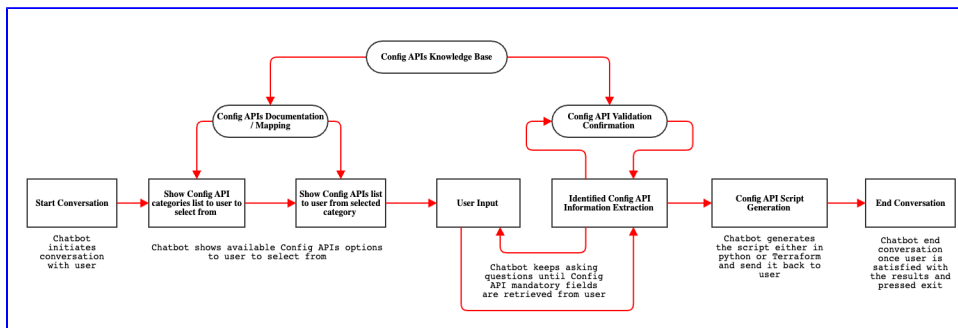 Config APIs Knowledge Base
Config APIs Documentation
/ Mapping
Config API Validation
Confirmation
Start Conversation
Show Config API
categories list to user to
select from
Show Config APIs list
to user from selected
category
User Input
Identified Config API
Information Extraction
Config API Script
Generation
End Conversation
Chatbot
initiates
conversation
with user
Chatbot shows available Config APIs options
to user to select from
Chatbot keeps asking
questions until Config
API mandatory fields
are retrieved from user
Chatbot generates
the script either in
python or Terraform
and send it back to
user
Chatbot end
conversation
once user is
satisfied with
the results and
pressed exit